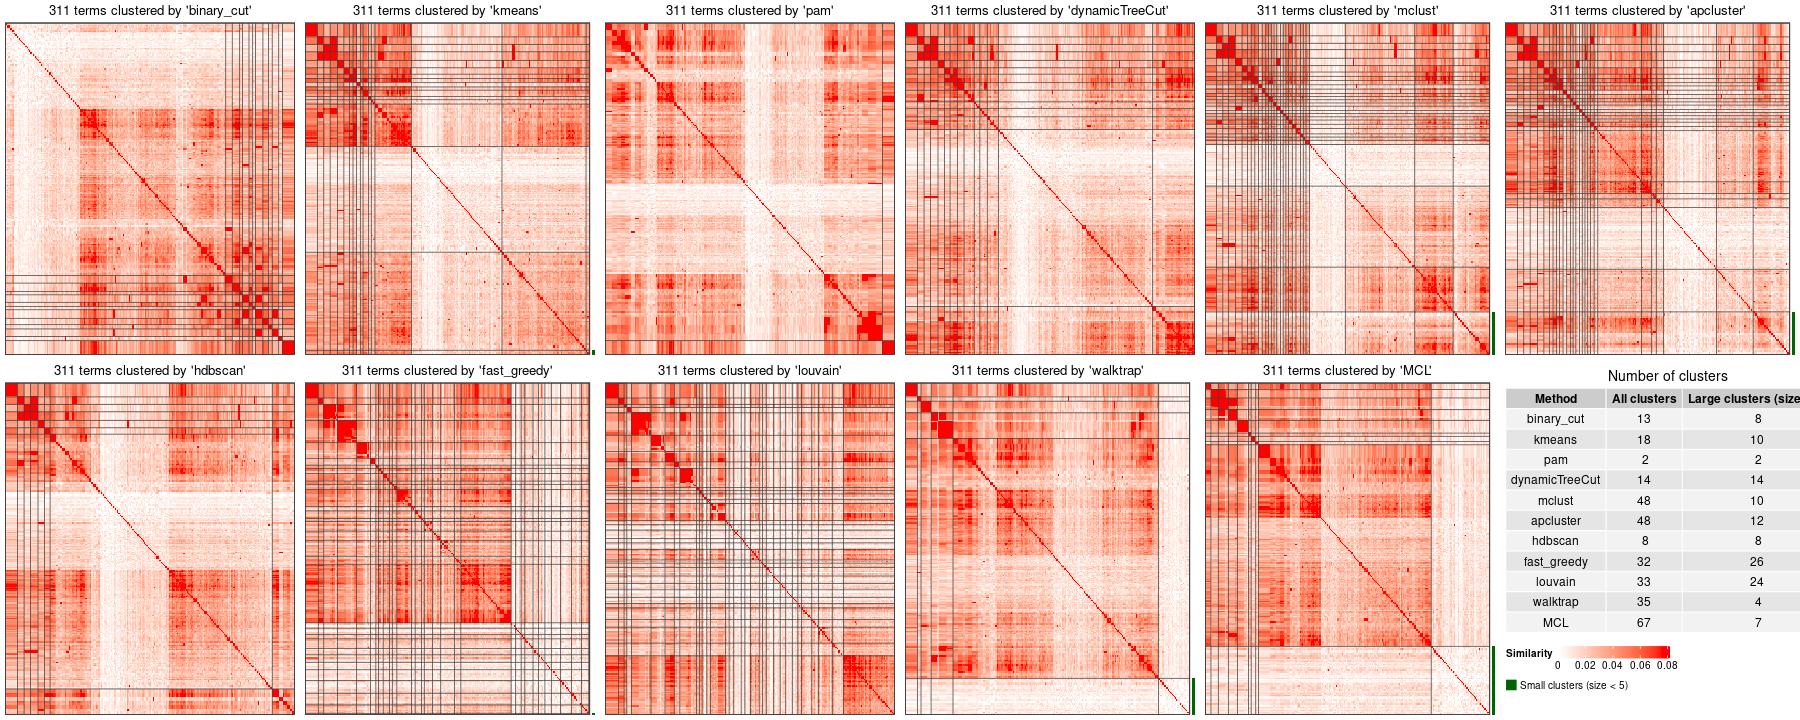 311 terms clustered by 'binary_cut'
311 terms clustered by 'kmeans'
311 terms clustered by 'pam'
311 terms clustered by 'dynamicTreeCut'
311 terms clustered by 'mclust'
311 terms clustered by 'apcluster'
311 terms clustered by 'hdbscan'
311 terms clustered by 'fast_greedy'
311 terms clustered by 'louvain'
311 terms clustered by 'walktrap'
311 terms clustered by 'MCL'
Number of clusters
Method All clusters Large clusters (size
binary_cut 13 8
kmeans 18 10
pam 2 2
dynamicTreeCut 14 14
mclust 48 10
apcluster 48 12
hdbscan 8 8
fast_greedy 32 26
louvain 33 24
walktrap 35 4
MCL 67 7
Similarity
0 0.02 0.04 0.06 0.08
Small clusters (size < 5)